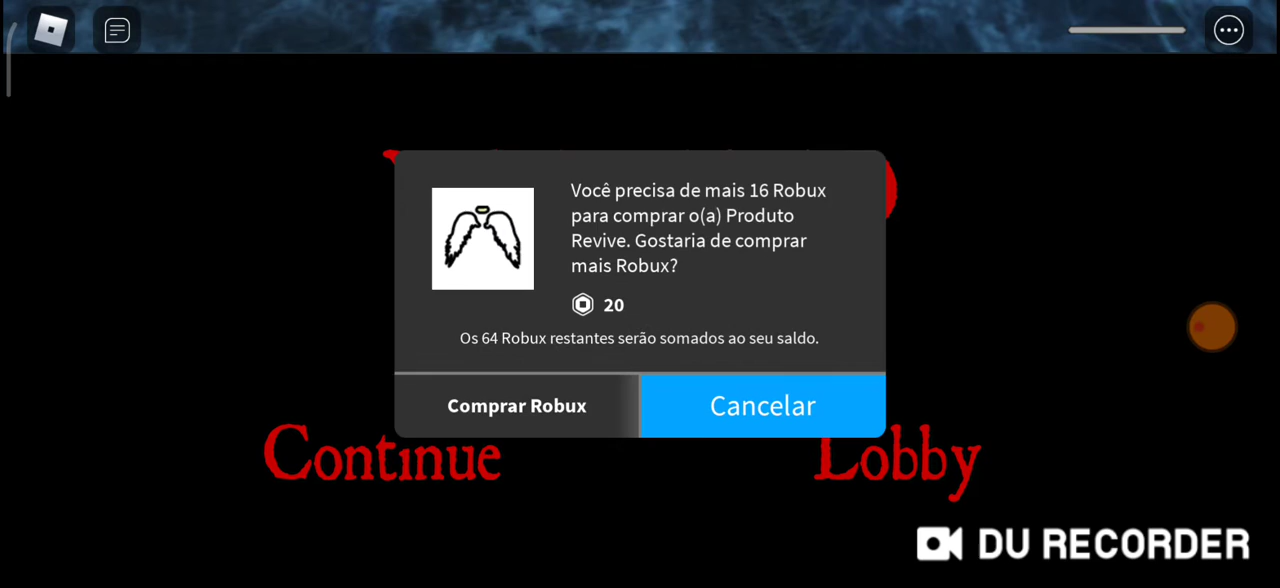 Você precisa de mais 16 Robux
para comprar o(a) Produto
Revive. Gostaria de comprar
mais Robux?
20
Os 64 Robux restantes serão somados ao seu saldo.
Comprar Robux
Cancelar
Continue
Lobby
DU RECORDER